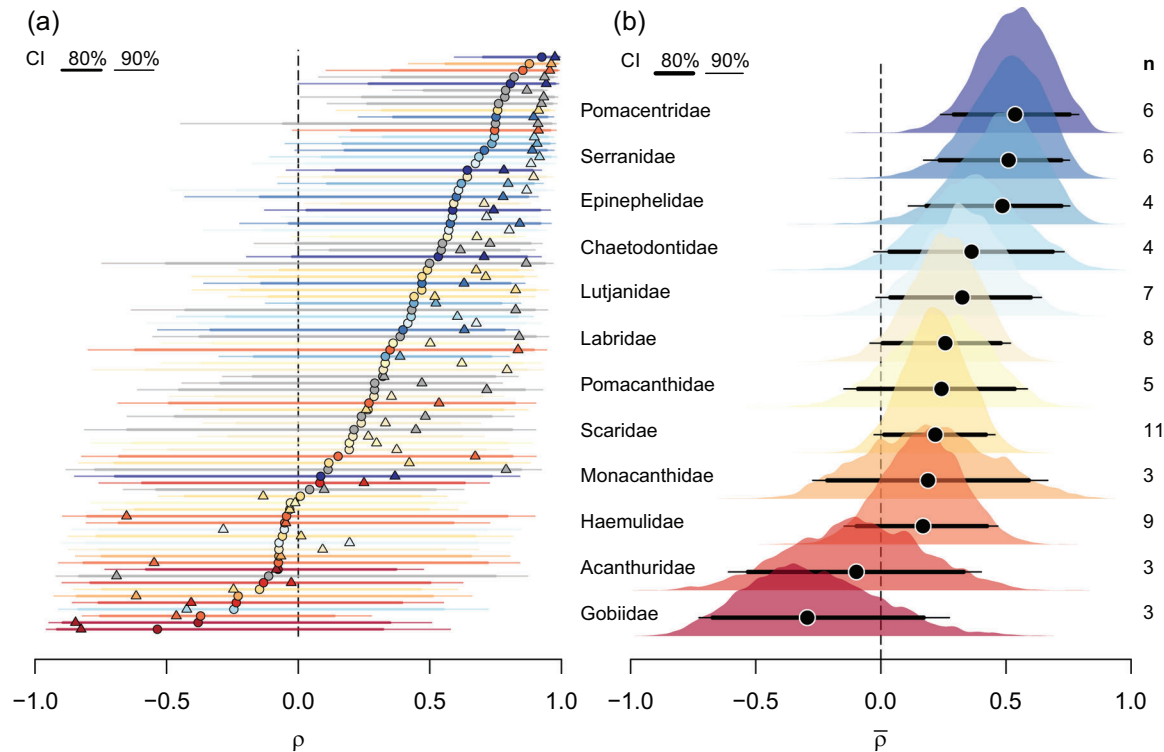 (a)
CI 80% 90%
−1.0 −0.5 0.0 0.5 1.0
ρ
(b)
CI 80% 90%
n
Pomacentridae 6
Serranidae 6
Epinephelidae 4
Chaetodontidae 4
Lutjanidae 7
Labridae 8
Pomacanthidae 5
Scaridae 11
Monacanthidae 3
Haemulidae 9
Acanthuridae 3
Gobiidae 3
−1.0 −0.5 0.0 0.5 1.0
ρ̅